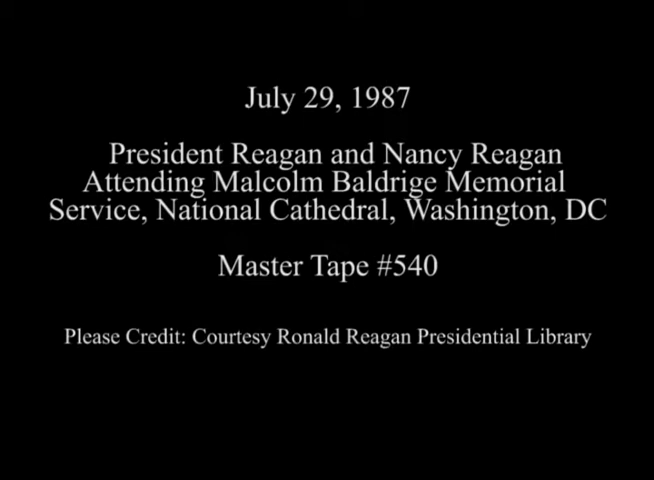 July 29, 1987
President Reagan and Nancy Reagan
Attending Malcolm Baldrige Memorial
Service, National Cathedral, Washington, DC
Master Tape #540
Please Credit: Courtesy Ronald Reagan Presidential Library